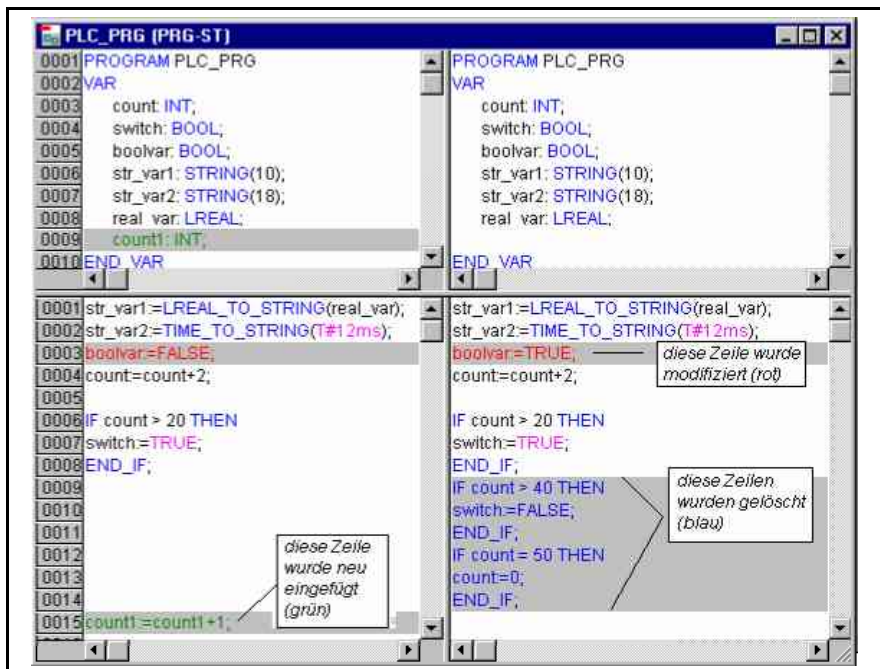 PLC_PRG (PRG-ST)
0001 PROGRAM PLC_PRG
0002 VAR
0003 count: INT;
0004 switch: BOOL;
0005 boolvar: BOOL;
0006 str_var1: STRING(10);
0007 str_var2: STRING(18);
0008 real_var: LREAL;
0009 count1: INT;
0010 END_VAR
PROGRAM PLC_PRG
VAR
count: INT;
switch: BOOL;
boolvar: BOOL;
str_var1: STRING(10);
str_var2: STRING(18);
real_var: LREAL;
END_VAR
0001 str_var1:=LREAL_TO_STRING(real_var);
0002 str_var2:=TIME_TO_STRING(T#12ms);
0003 boolvar:=FALSE;
0004 count:=count+2;
0005
0006 IF count > 20 THEN
0007 switch:=TRUE;
0008 END_IF;
0009
0010
0011
0012
0013
0014
0015 count1:=count1+1;
diese Zeile
wurde neu
eingefügt
(grün)
str_var1:=LREAL_TO_STRING(real_var);
str_var2:=TIME_TO_STRING(T#12ms);
boolvar:=TRUE;
count:=count+2;
IF count > 20 THEN
switch:=TRUE;
END_IF;
IF count > 40 THEN
switch:=FALSE;
END_IF;
IF count = 50 THEN
count:=0;
END_IF;
diese Zeile wurde
modifiziert (rot)
diese Zeilen
wurden gelöscht
(blau)